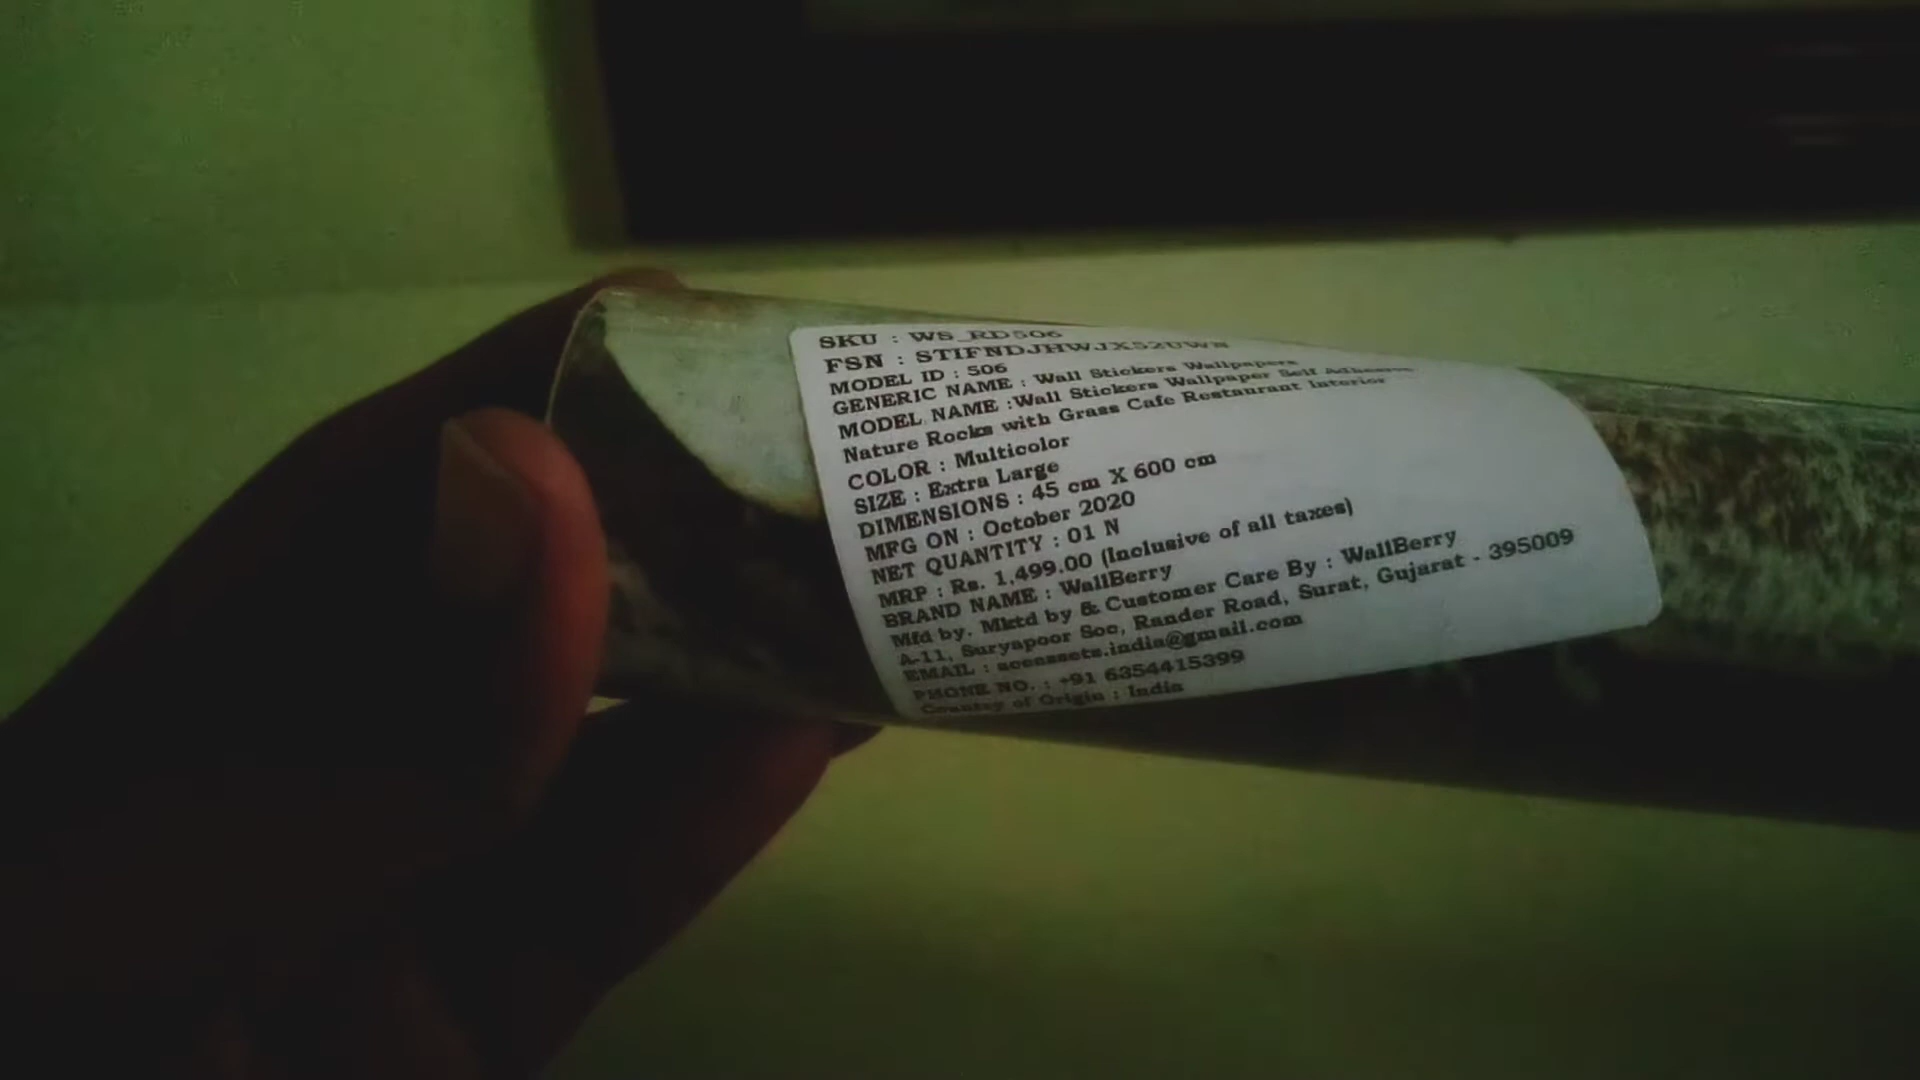 SKU : WS_RD506
FSN : STIFNDJHWJX52UWN
MODEL ID : 506
GENERIC NAME : Wall Stickers Wallpapers
MODEL NAME :Wall Stickers Wallpaper Self Adhesive
Nature Rocks with Grass Cafe Restaurant Interior
COLOR : Multicolor
SIZE : Extra Large
DIMENSIONS : 45 cm X 600 cm
MFG ON : October 2020
NET QUANTITY : 01 N
MRP : Rs. 1,499.00 (Inclusive of all taxes)
BRAND NAME : WallBerry
Mfd by, Mktd by & Customer Care By : WallBerry
A-11, Suryapoor Soc, Rander Road, Surat, Gujarat - 395009
EMAIL : acenssets.india@gmail.com
PHONE NO. : +91 6354415399
Country of Origin : India